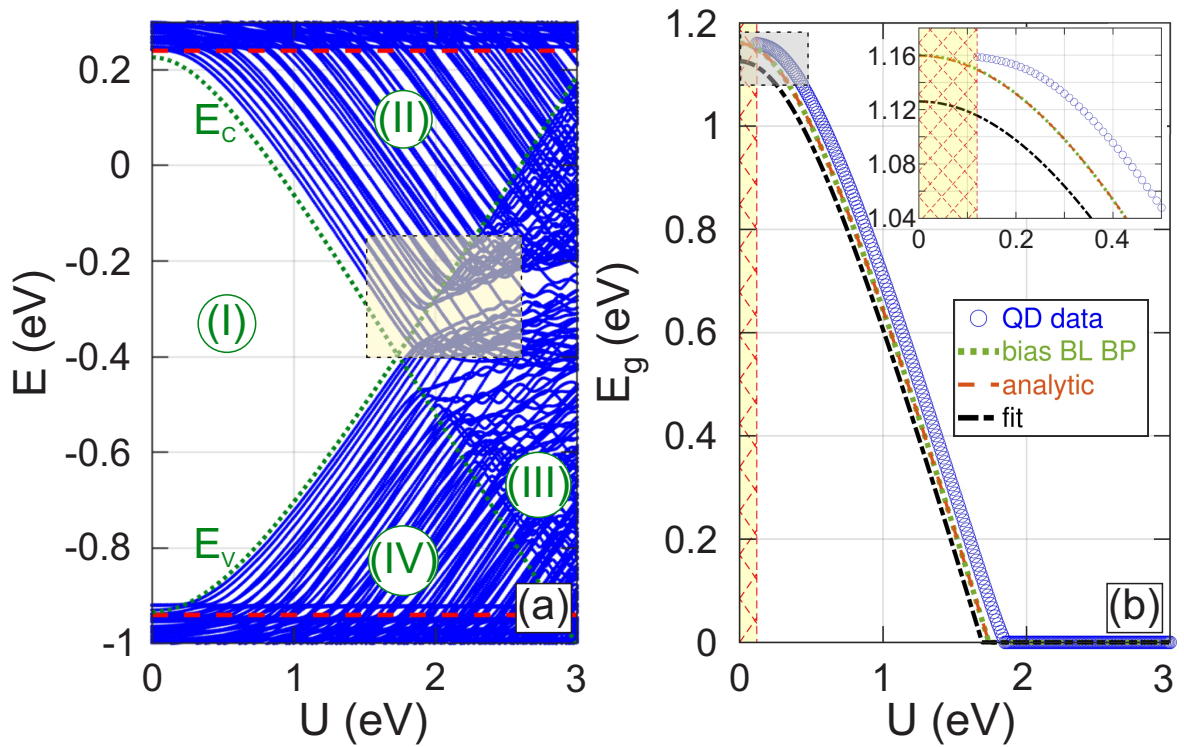 0.2
0
-0.2
-0.4
-0.6
-0.8
-1
E (eV)
0
1
2
3
U (eV)
E_C
E_V
(I)
(II)
(III)
(IV)
(a)
1.2
1
0.8
0.6
0.4
0.2
0
E_g (eV)
0
1
2
3
U (eV)
1.16
1.12
1.08
1.04
0
0.2
0.4
QD data
bias BL BP
analytic
fit
(b)